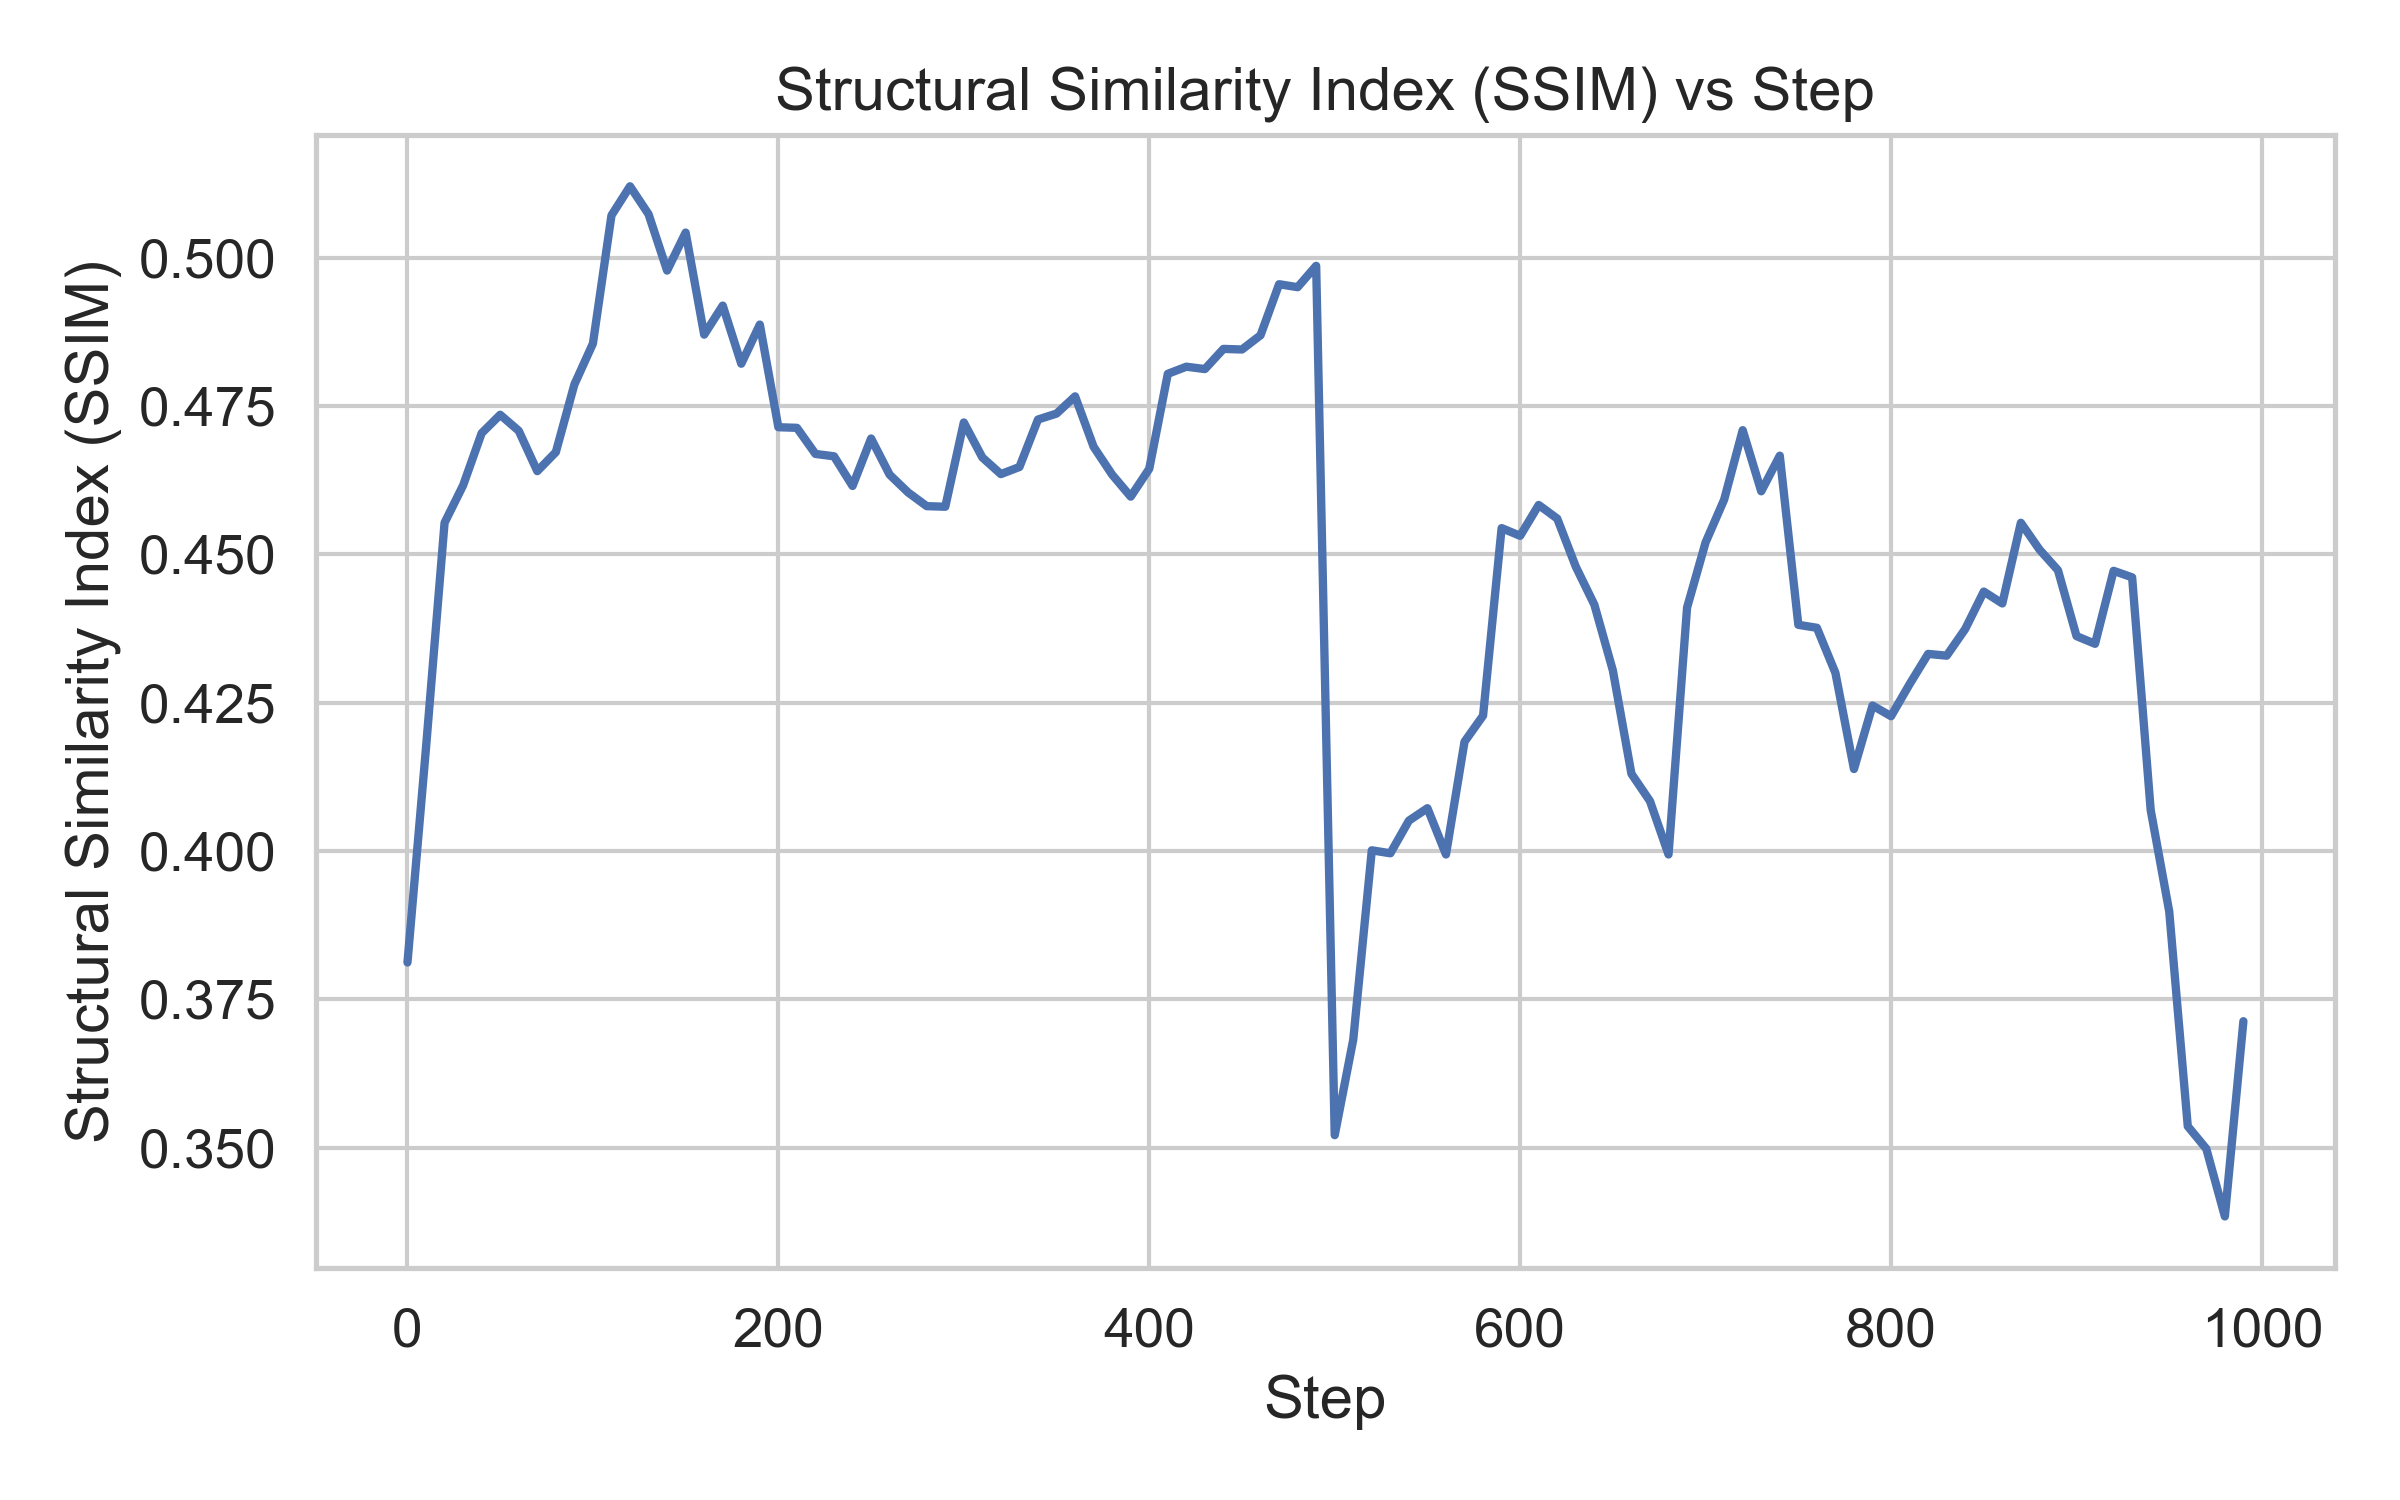 Structural Similarity Index (SSIM) vs Step
Structural Similarity Index (SSIM)
0.500
0.475
0.450
0.425
0.400
0.375
0.350
0 200 400 600 800 1000
Step